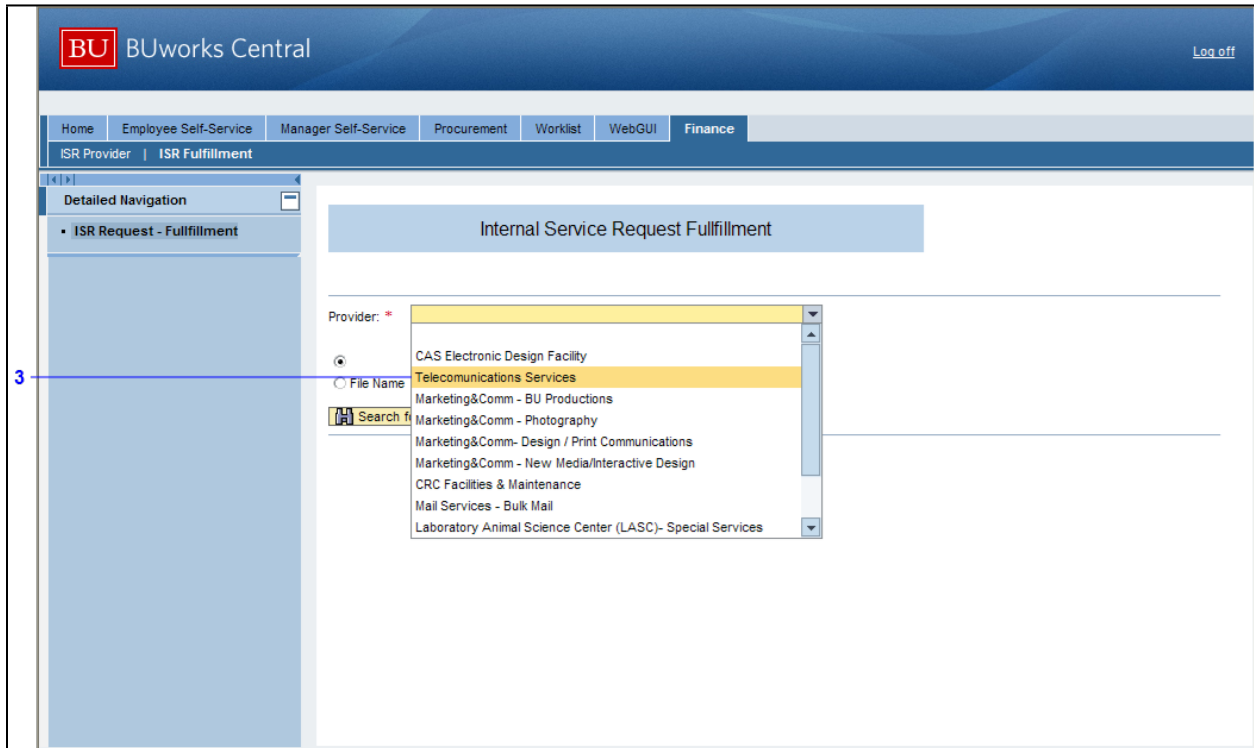 BU BUworks Central
Log off
Home Employee Self-Service Manager Self-Service Procurement Worklist WebGUI Finance
ISR Provider | ISR Fulfillment
Detailed Navigation
ISR Request - Fullfillment
Internal Service Request Fullfillment
Provider: *
CAS Electronic Design Facility
3
Telecomunications Services
File Name
Marketing&Comm - BU Productions
Search
Marketing&Comm - Photography
Marketing&Comm- Design / Print Communications
Marketing&Comm - New Media/Interactive Design
CRC Facilities & Maintenance
Mail Services - Bulk Mail
Laboratory Animal Science Center (LASC)- Special Services